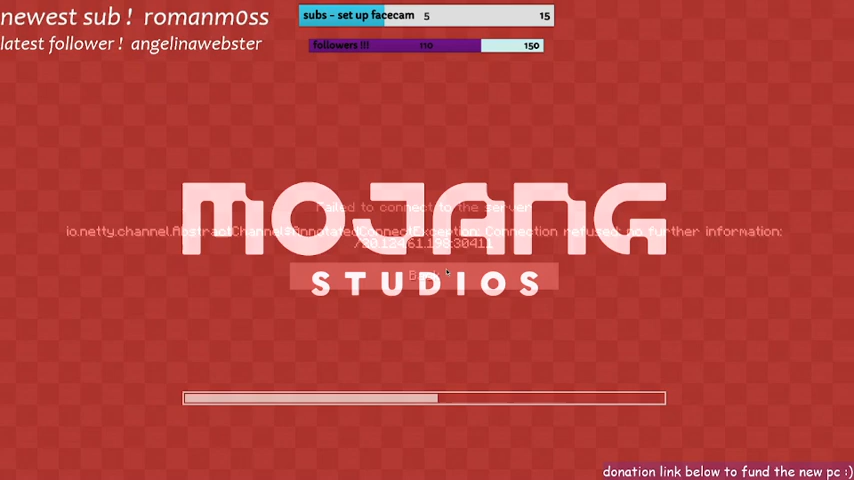 newest sub ! romanm0ss
latest follower ! angelinawebster
subs - set up facecam 5 15
followers !!! 110 150
MOJANG
STUDIOS
Failed to connect to the server
io.netty.channel.AbstractChannel$AnnotatedConnectException: Connection refused: no further information:
Back
donation link below to fund the new pc :)